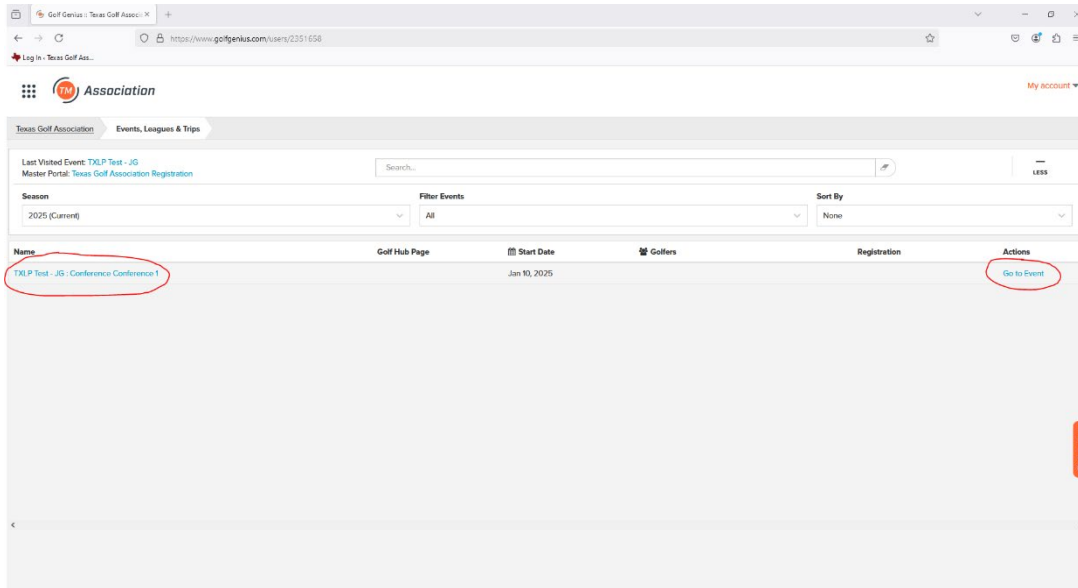 Golf Genius :: Texas Golf Associ
https://www.golfgenius.com/users/2351658
Log In - Texas Golf Ass...
TM Association
My account
Texas Golf Association Events, Leagues & Trips
Last Visited Event: TXLP Test - JG
Master Portal: Texas Golf Association Registration
Search...
LESS
Season Filter Events Sort By
2025 (Current) All None
Name Golf Hub Page Start Date Golfers Registration Actions
TXLP Test - JG : Conference Conference 1 Jan 10, 2025 Go to Event